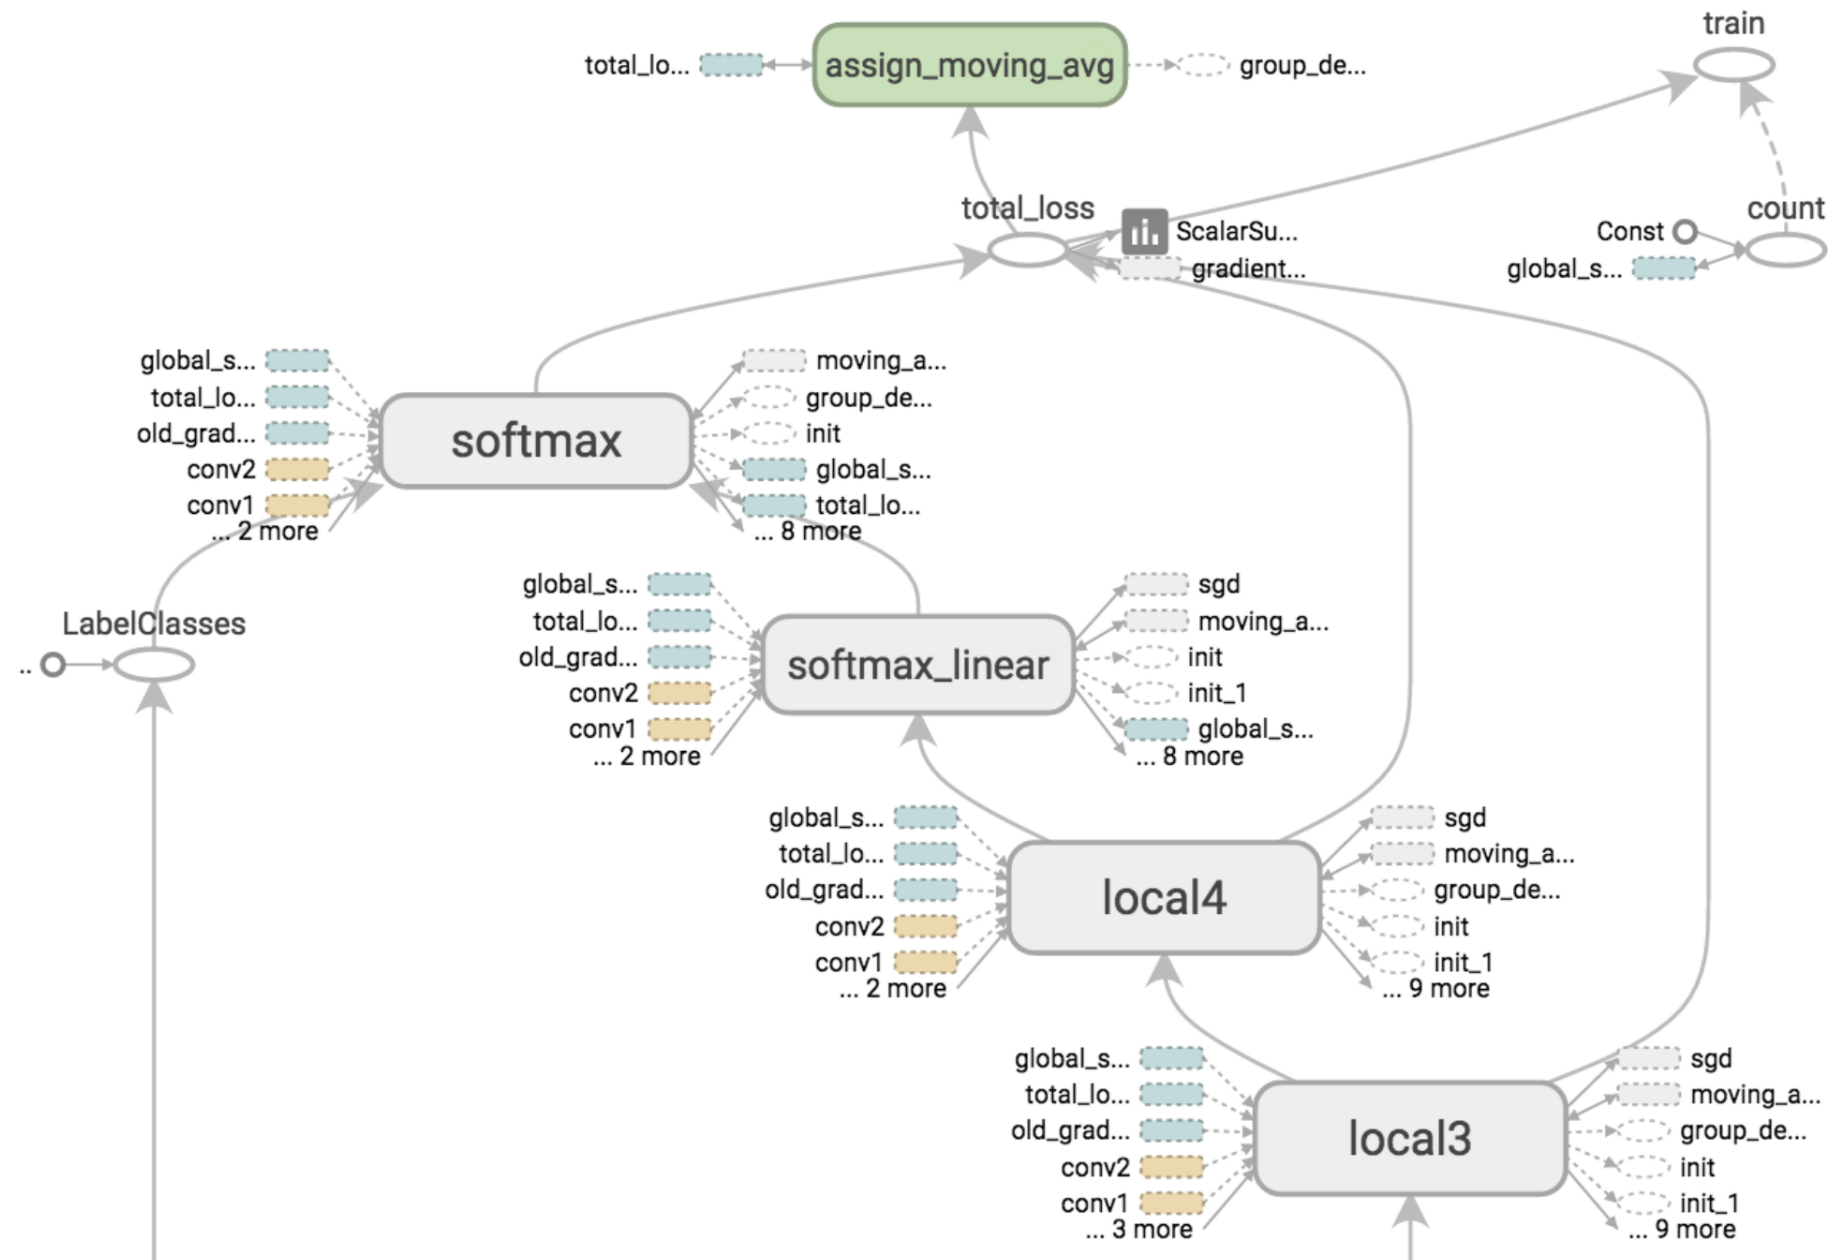 train
total_lo...
assign_moving_avg
group_de...
total_loss
count
ScalarSu...
Const
gradient...
global_s...
global_s...
moving_a...
total_lo...
group_de...
old_grad...
softmax
init
conv2
global_s...
conv1
total_lo...
... 2 more
... 8 more
LabelClasses
..
global_s...
sgd
total_lo...
moving_a...
old_grad...
softmax_linear
init
conv2
init_1
conv1
global_s...
... 2 more
... 8 more
global_s...
sgd
total_lo...
moving_a...
old_grad...
local4
group_de...
conv2
init
conv1
init_1
... 2 more
... 9 more
global_s...
sgd
total_lo...
moving_a...
old_grad...
local3
group_de...
conv2
init
conv1
init_1
... 3 more
... 9 more